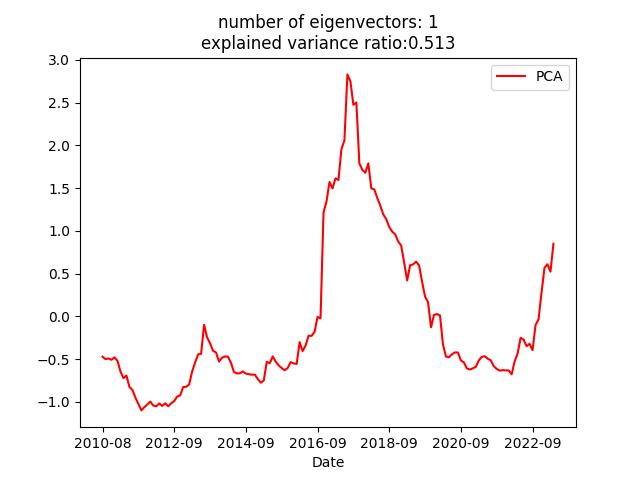 number of eigenvectors: 1
explained variance ratio:0.513
PCA
3.0
2.5
2.0
1.5
1.0
0.5
0.0
−0.5
−1.0
2010-08 2012-09 2014-09 2016-09 2018-09 2020-09 2022-09
Date